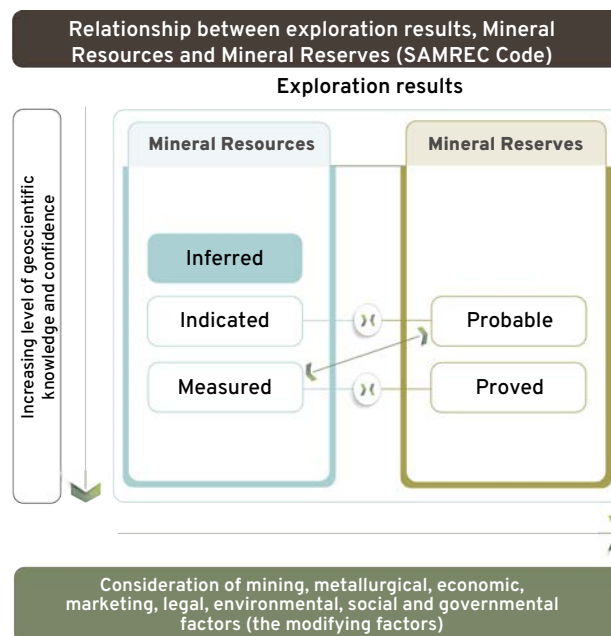 Relationship between exploration results, Mineral
Resources and Mineral Reserves (SAMREC Code)
Exploration results
Increasing level of geoscientific
knowledge and confidence
Mineral Resources
Mineral Reserves
Inferred
Indicated
Probable
Measured
Proved
Consideration of mining, metallurgical, economic,
marketing, legal, environmental, social and governmental
factors (the modifying factors)